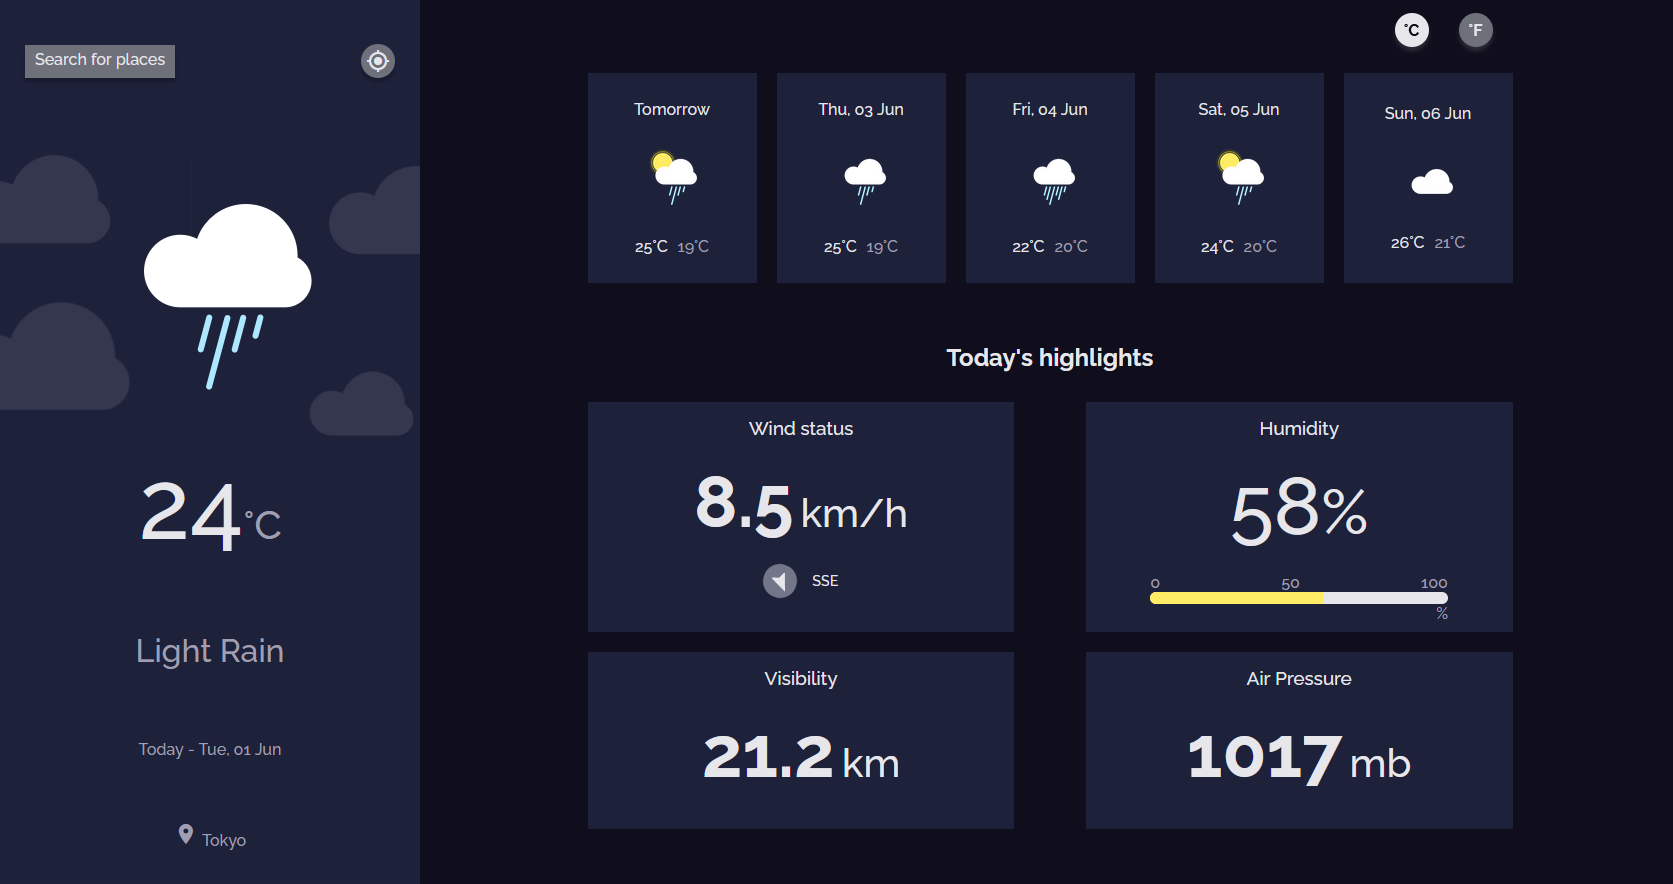 Search for places
24°C
Light Rain
Today - Tue, 01 Jun
Tokyo
°C
°F
Tomorrow
25°C 19°C
Thu, 03 Jun
25°C 19°C
Fri, 04 Jun
22°C 20°C
Sat, 05 Jun
24°C 20°C
Sun, 06 Jun
26°C 21°C
Today's highlights
Wind status
8.5 km/h
SSE
Humidity
58%
0 50 100
%
Visibility
21.2 km
Air Pressure
1017 mb